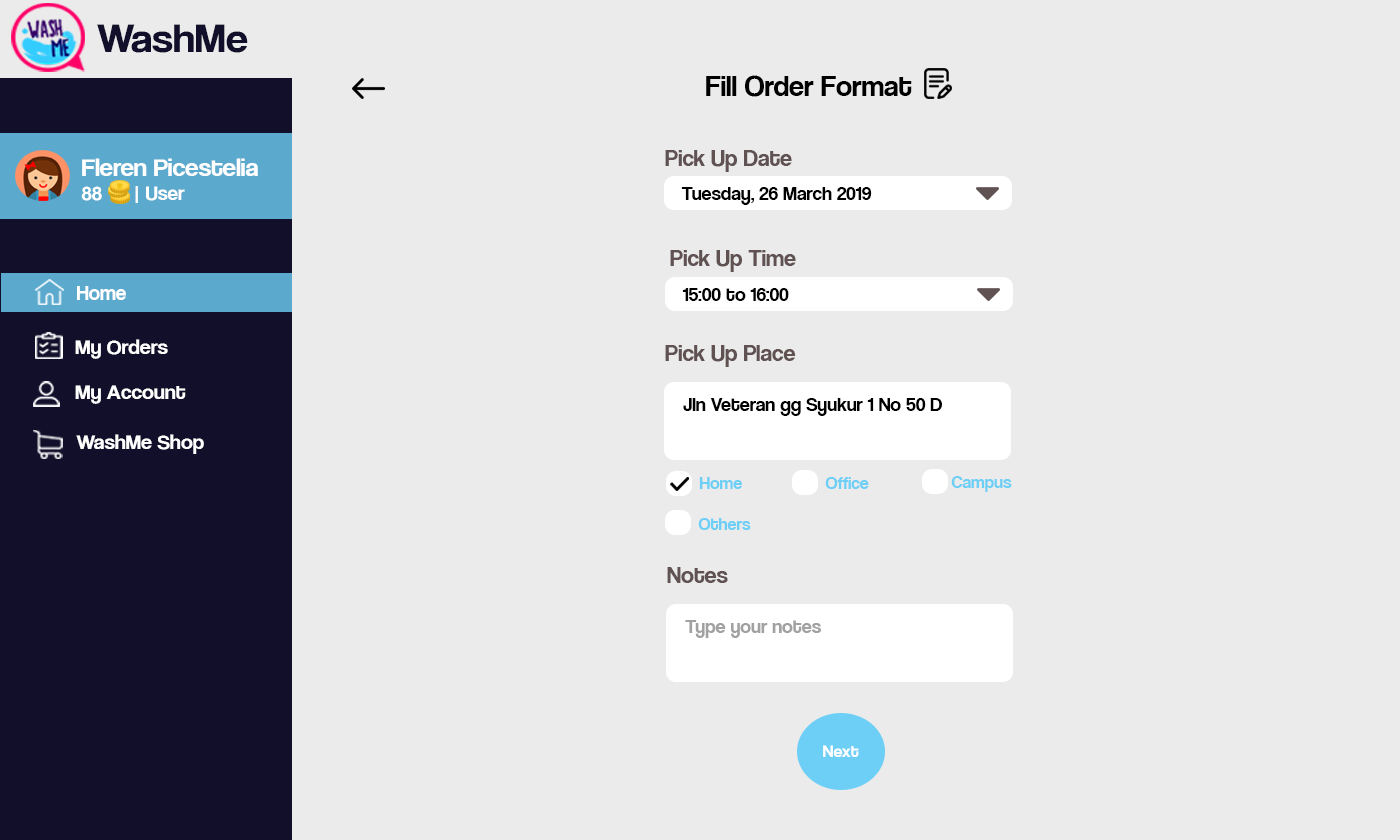 WASH
ME
WashMe
Fleren Picestelia
88 | User
Home
My Orders
My Account
WashMe Shop
Fill Order Format
Pick Up Date
Tuesday, 26 March 2019
Pick Up Time
15:00 to 16:00
Pick Up Place
Jln Veteran gg Syukur 1 No 50 D
Home Office Campus
Others
Notes
Type your notes
Next